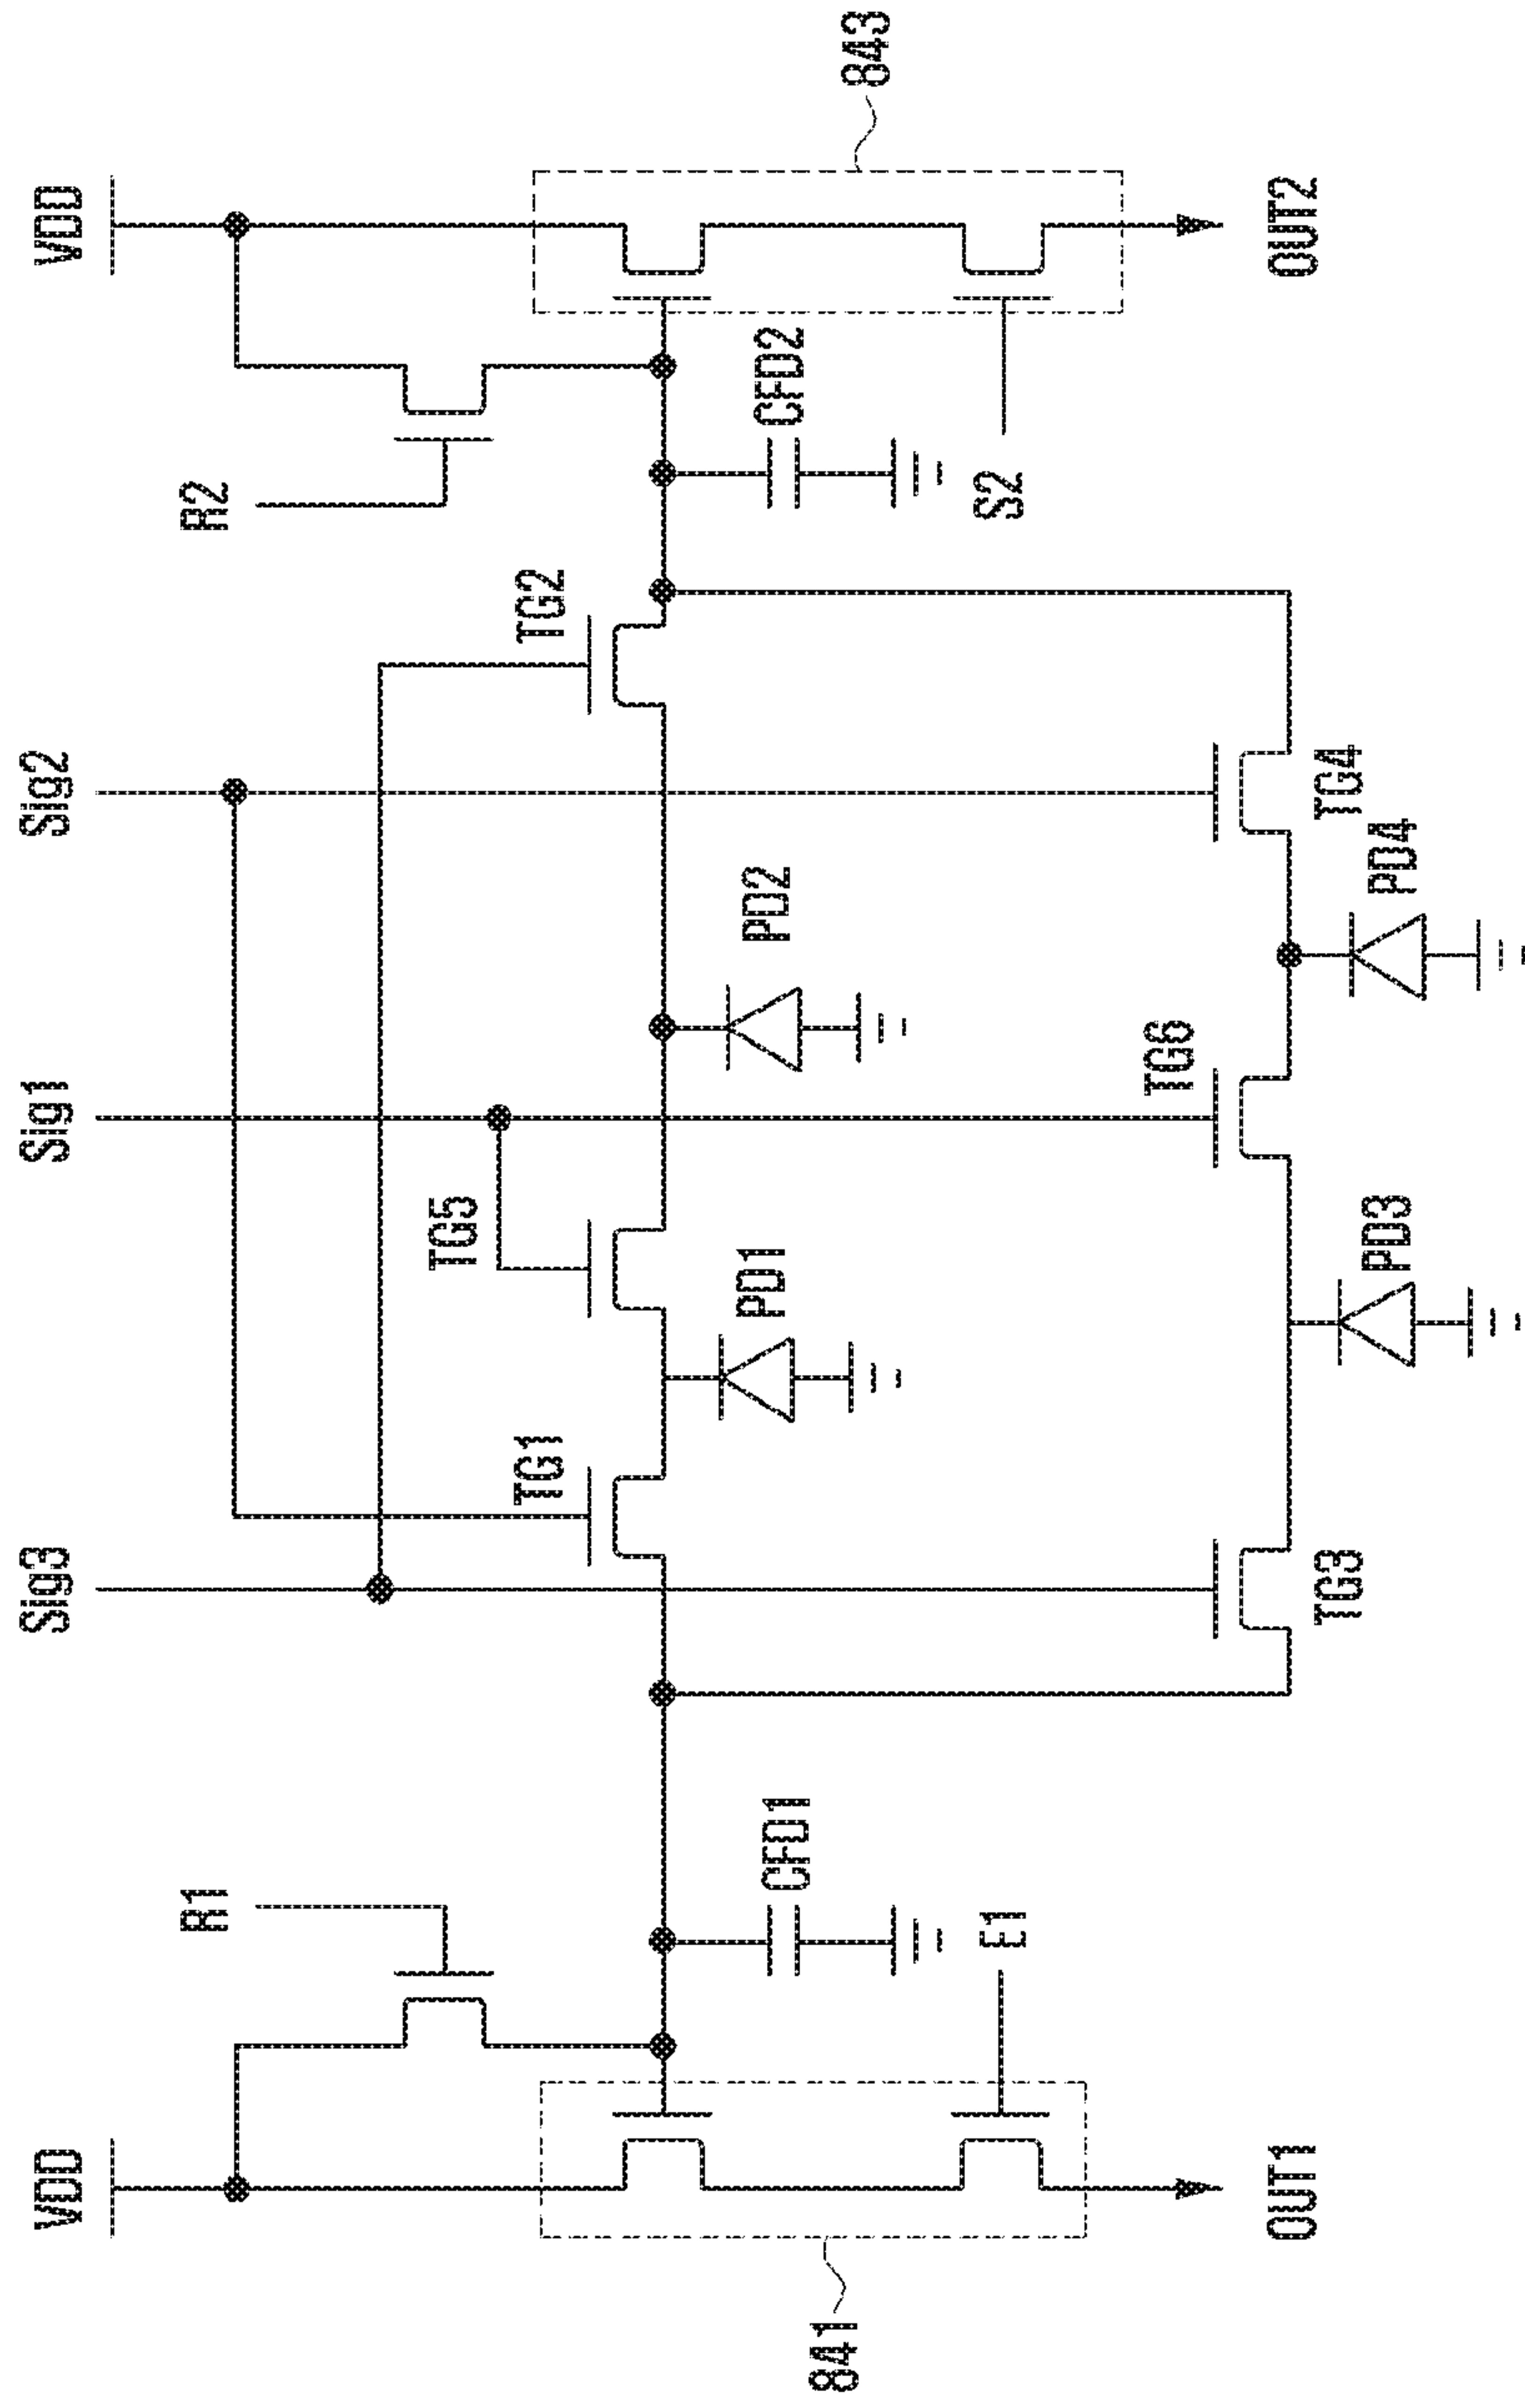 VDD
Sig3
Sig1
Sig2
VDD
R1
R2
TG5
TG1
TG2
CFD1
PD1
PD2
CFD2
841
843
E1
S2
TG6
OUT1
OUT2
TG3
TG4
PD3
PD4